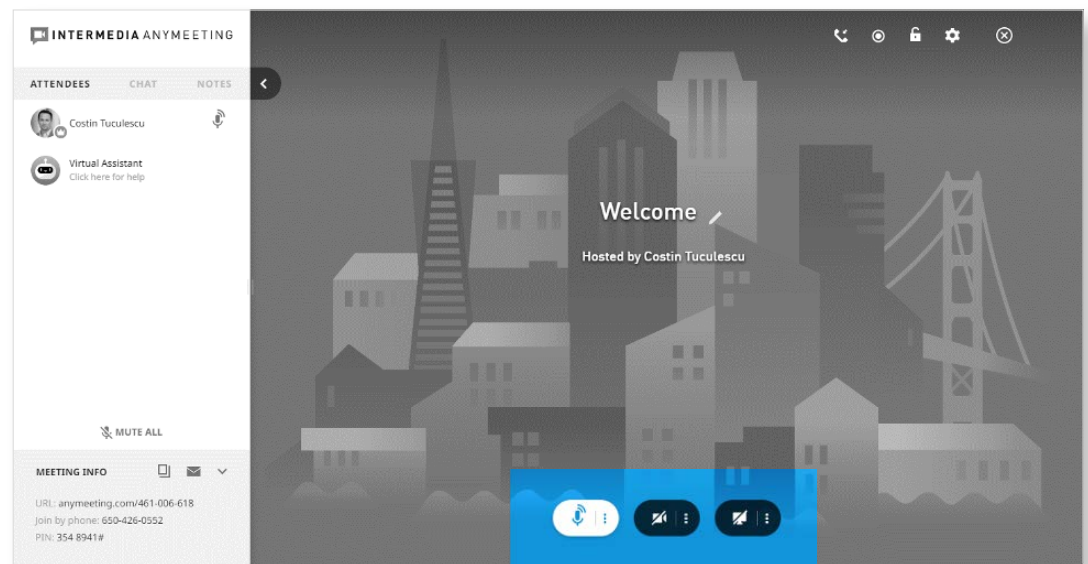 INTERMEDIA ANYMEETING
ATTENDEES CHAT NOTES
Costin Tuculescu
Virtual Assistant
Click here for help
MUTE ALL
MEETING INFO
URL: anymeeting.com/461-006-618
Join by phone: 650-426-0552
PIN: 354 8941#
Welcome
Hosted by Costin Tuculescu